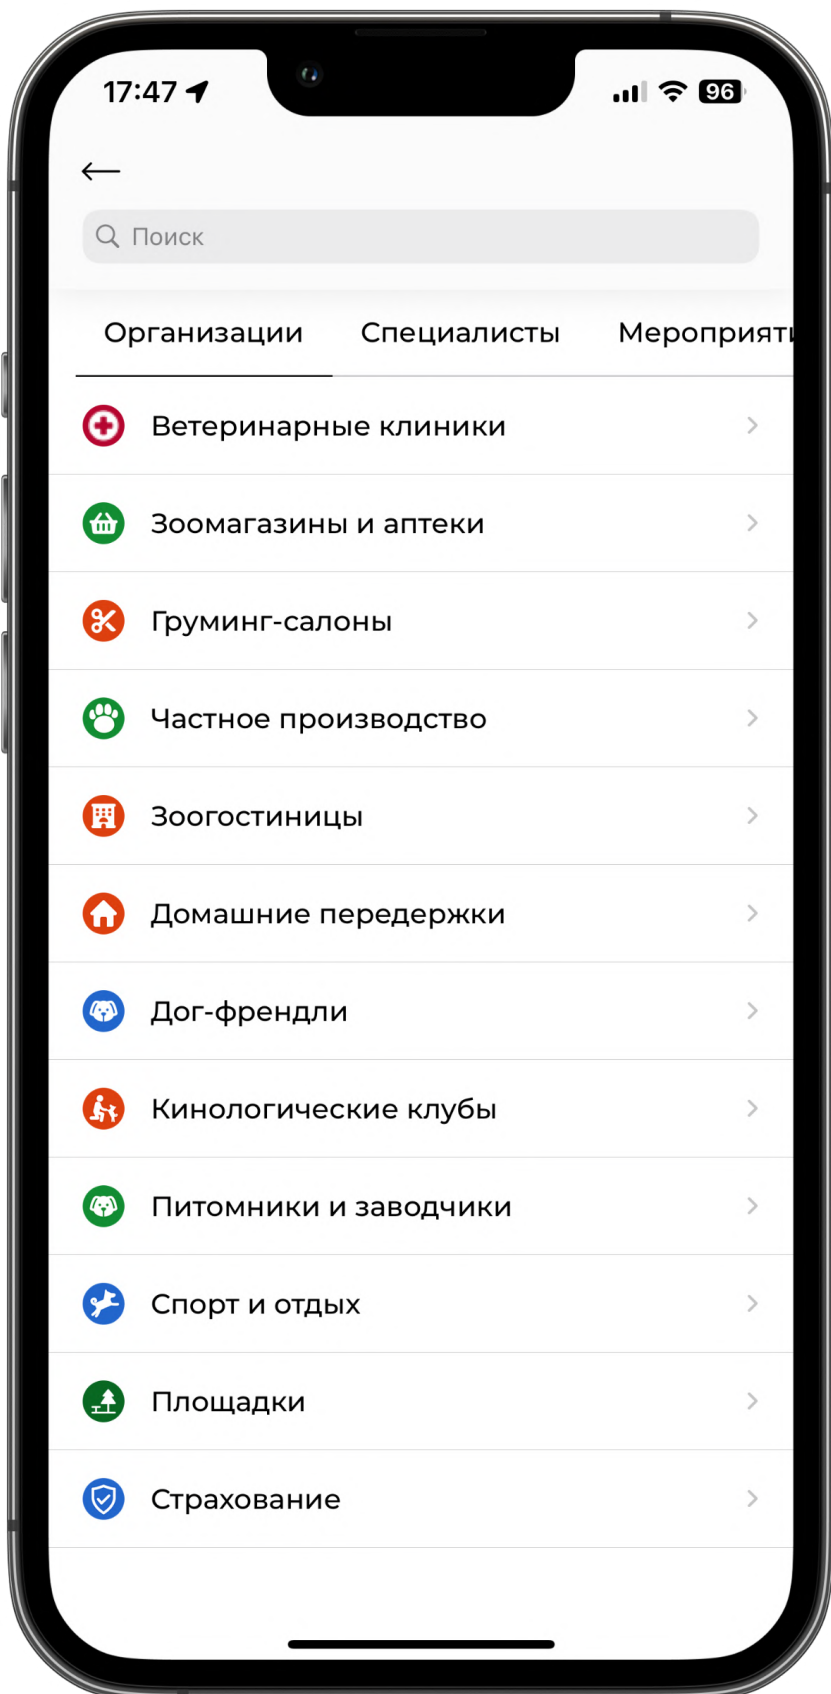 17:47
96
Поиск
Организации Специалисты Мероприяти
Ветеринарные клиники
Зоомагазины и аптеки
Груминг-салоны
Частное производство
Зоогостиницы
Домашние передержки
Дог-френдли
Кинологические клубы
Питомники и заводчики
Спорт и отдых
Площадки
Страхование